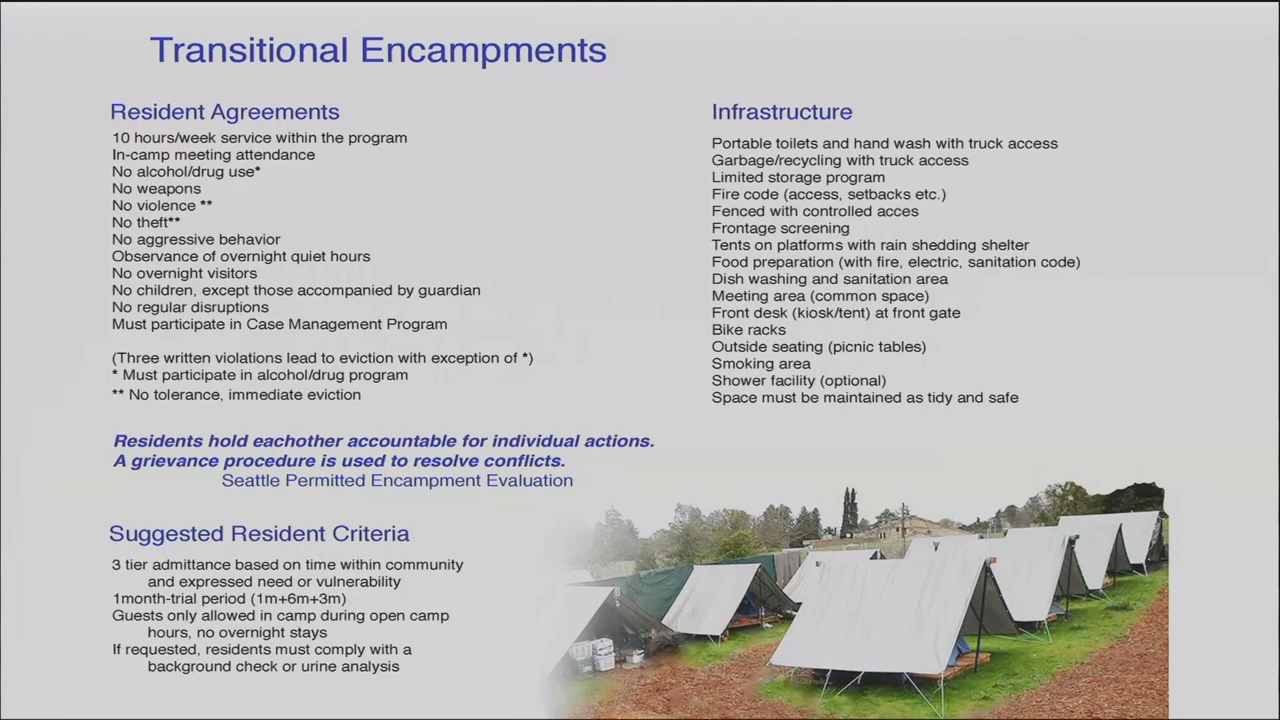 Transitional Encampments
Resident Agreements
10 hours/week service within the program
In-camp meeting attendance
No alcohol/drug use*
No weapons
No violence **
No theft**
No aggressive behavior
Observance of overnight quiet hours
No overnight visitors
No children, except those accompanied by guardian
No regular disruptions
Must participate in Case Management Program
(Three written violations lead to eviction with exception of *)
* Must participate in alcohol/drug program
** No tolerance, immediate eviction
Residents hold eachother accountable for individual actions.
A grievance procedure is used to resolve conflicts.
Seattle Permitted Encampment Evaluation
Suggested Resident Criteria
3 tier admittance based on time within community
and expressed need or vulnerability
1month-trial period (1m+6m+3m)
Guests only allowed in camp during open camp
hours, no overnight stays
If requested, residents must comply with a
background check or urine analysis
Infrastructure
Portable toilets and hand wash with truck access
Garbage/recycling with truck access
Limited storage program
Fire code (access, setbacks etc.)
Fenced with controlled acces
Frontage screening
Tents on platforms with rain shedding shelter
Food preparation (with fire, electric, sanitation code)
Dish washing and sanitation area
Meeting area (common space)
Front desk (kiosk/tent) at front gate
Bike racks
Outside seating (picnic tables)
Smoking area
Shower facility (optional)
Space must be maintained as tidy and safe